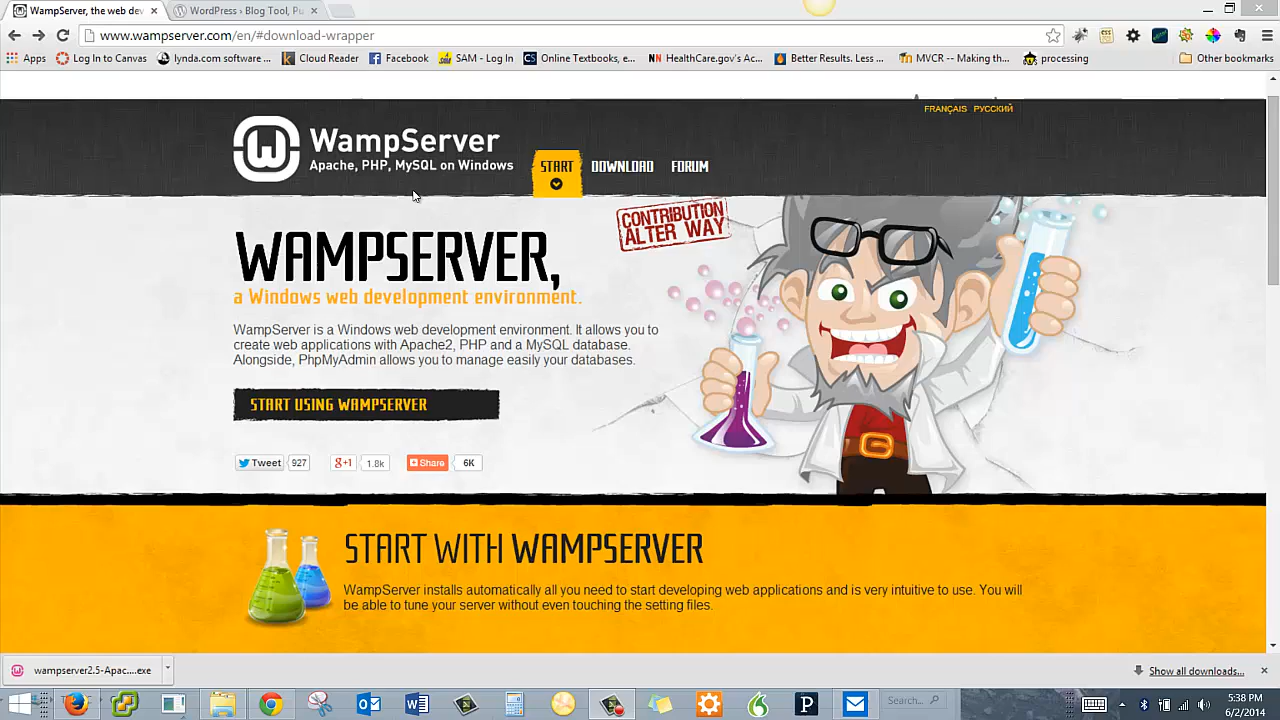 WampServer, the web dev
WordPress › Blog Tool, Pu
www.wampserver.com/en/#download-wrapper
Apps
Log In to Canvas
lynda.com software ...
Cloud Reader
Facebook
SAM - Log In
Online Textbooks, e...
HealthCare.gov's Ac...
Better Results. Less ...
MVCR -- Making th...
processing
Other bookmarks
FRANÇAIS РУССКИЙ
WampServer
Apache, PHP, MySQL on Windows
START
DOWNLOAD
FORUM
CONTRIBUTION
ALTER WAY
WAMPSERVER,
a Windows web development environment.
WampServer is a Windows web development environment. It allows you to
create web applications with Apache2, PHP and a MySQL database.
Alongside, PhpMyAdmin allows you to manage easily your databases.
START USING WAMPSERVER
Tweet 927
g+1 1.8k
Share 6K
START WITH WAMPSERVER
WampServer installs automatically all you need to start developing web applications and is very intuitive to use. You will
be able to tune your server without even touching the setting files.
wampserver2.5-Apac....exe
Show all downloads...
Search...
5:38 PM
6/2/2014